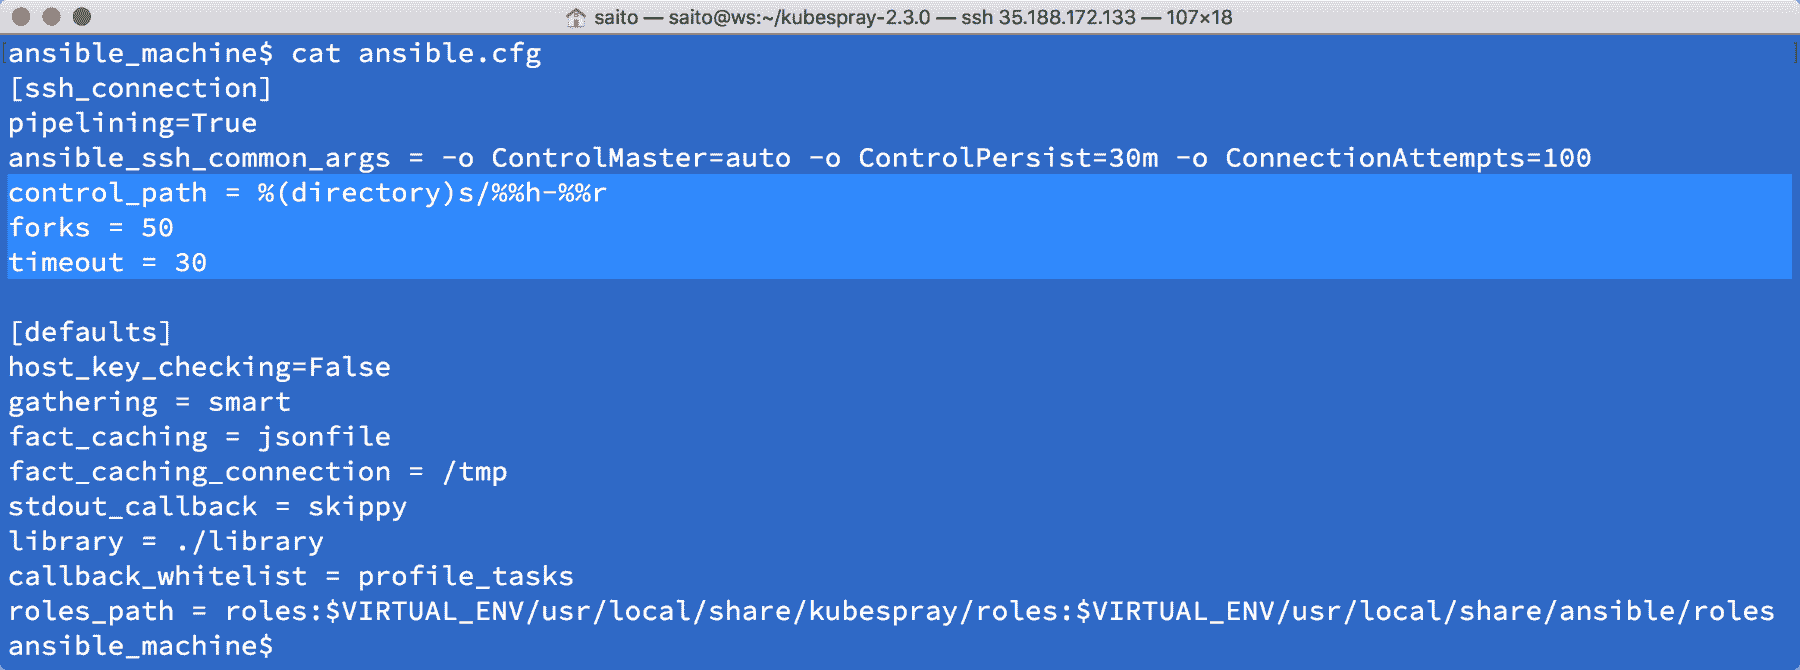 saito — saito@ws:~/kubespray-2.3.0 — ssh 35.188.172.133 — 107×18
ansible_machine$ cat ansible.cfg
[ssh_connection]
pipelining=True
ansible_ssh_common_args = -o ControlMaster=auto -o ControlPersist=30m -o ConnectionAttempts=100
control_path = %(directory)s/%%h-%%r
forks = 50
timeout = 30
[defaults]
host_key_checking=False
gathering = smart
fact_caching = jsonfile
fact_caching_connection = /tmp
stdout_callback = skippy
library = ./library
callback_whitelist = profile_tasks
roles_path = roles:$VIRTUAL_ENV/usr/local/share/kubespray/roles:$VIRTUAL_ENV/usr/local/share/ansible/roles
ansible_machine$